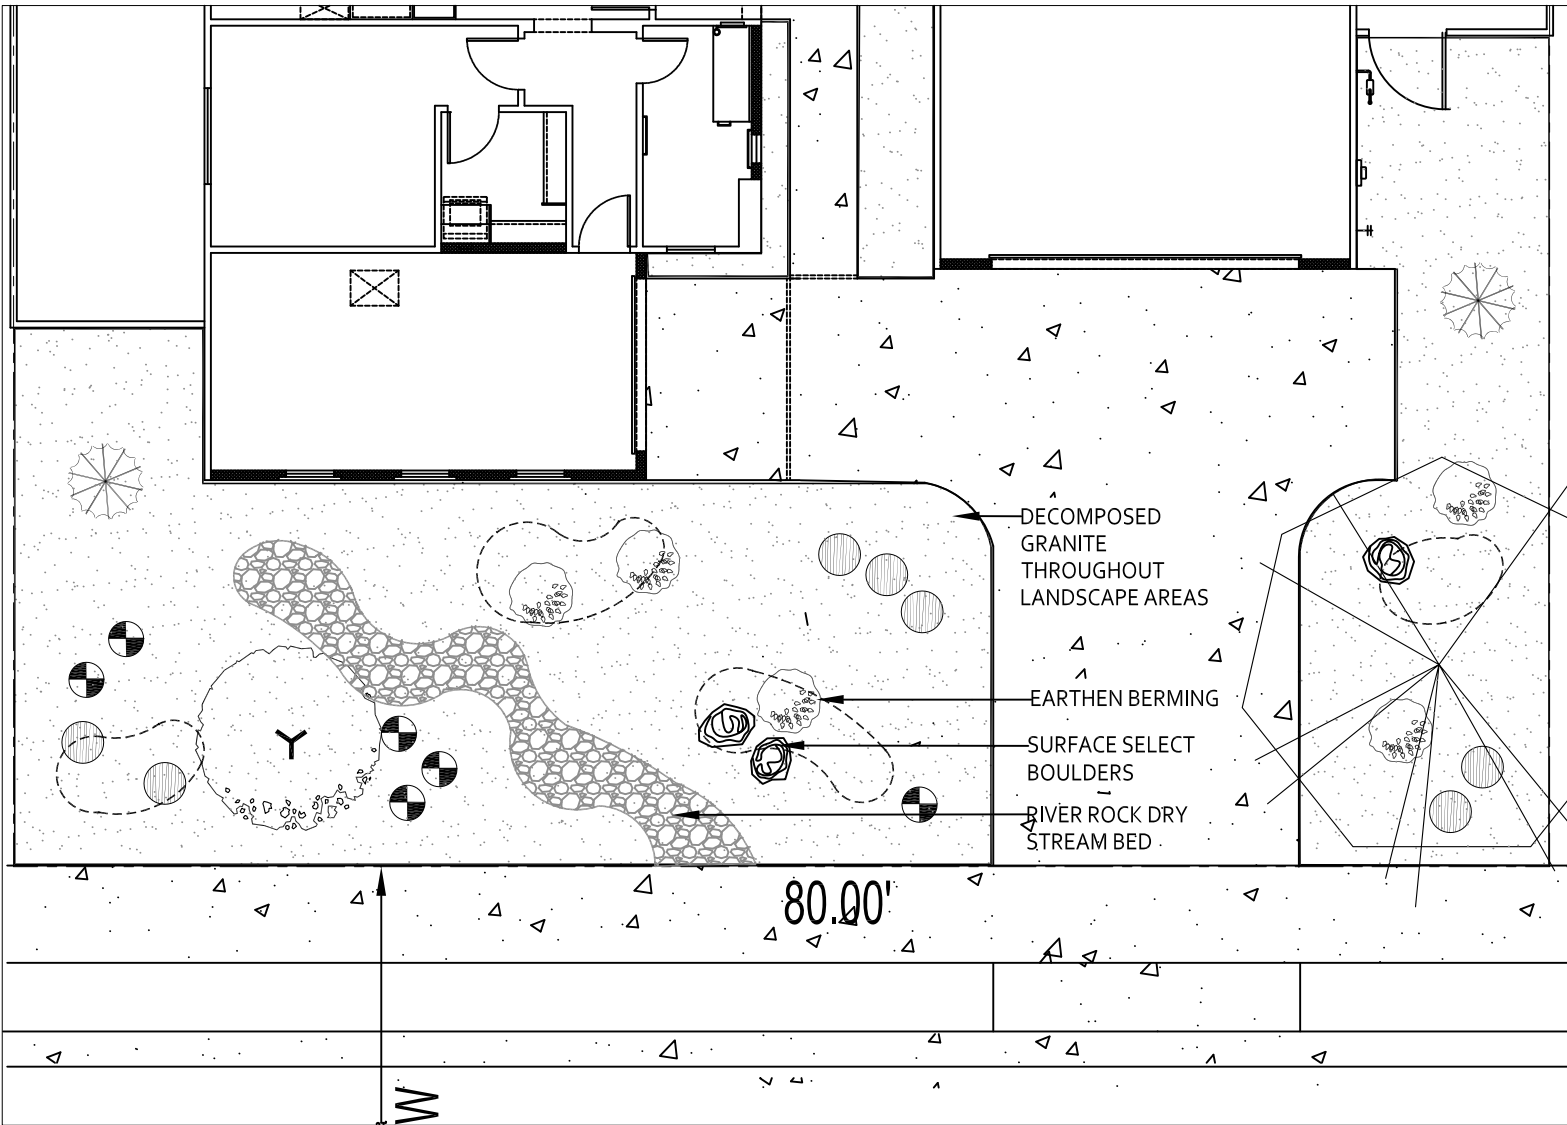 DECOMPOSED
GRANITE
THROUGHOUT
LANDSCAPE AREAS
EARTHEN BERMING
SURFACE SELECT
BOULDERS
RIVER ROCK DRY
STREAM BED
80.00'
W